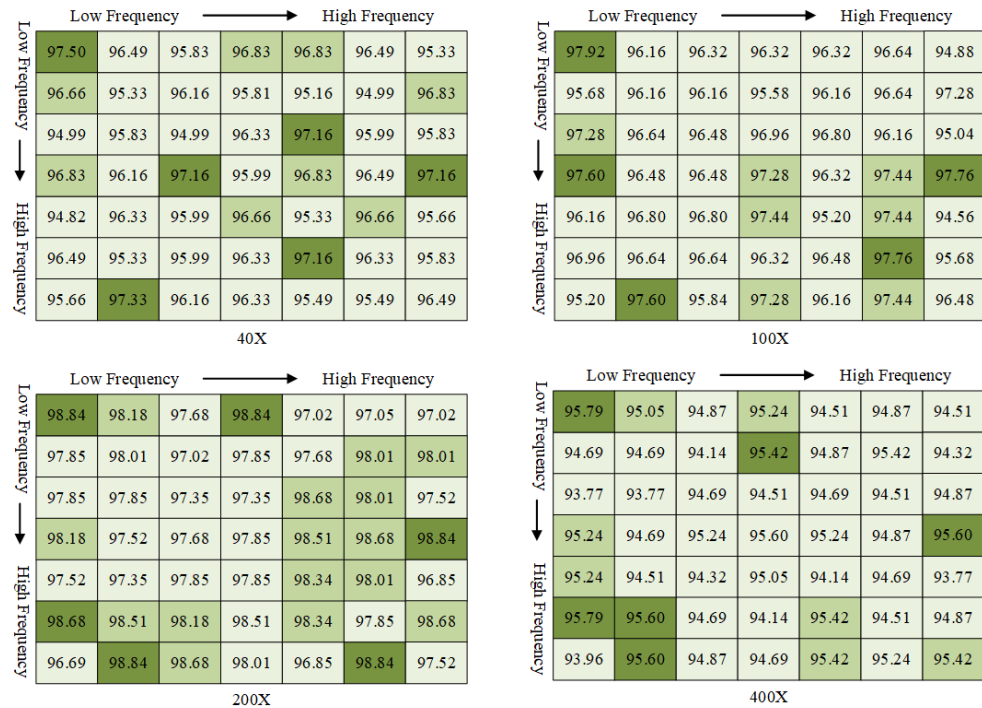 Low Frequency High Frequency
Low Frequency High Frequency
97.50 96.49 95.83 96.83 96.83 96.49 95.33
96.66 95.33 96.16 95.81 95.16 94.99 96.83
94.99 95.83 94.99 96.33 97.16 95.99 95.83
96.83 96.16 97.16 95.99 96.83 96.49 97.16
94.82 96.33 95.99 96.66 95.33 96.66 95.66
96.49 95.33 95.99 96.33 97.16 96.33 95.83
95.66 97.33 96.16 96.33 95.49 95.49 96.49
40X
Low Frequency High Frequency
Low Frequency High Frequency
97.92 96.16 96.32 96.32 96.32 96.64 94.88
95.68 96.16 96.16 95.58 96.16 96.64 97.28
97.28 96.64 96.48 96.96 96.80 96.16 95.04
97.60 96.48 96.48 97.28 96.32 97.44 97.76
96.16 96.80 96.80 97.44 95.20 97.44 94.56
96.96 96.64 96.64 96.32 96.48 97.76 95.68
95.20 97.60 95.84 97.28 96.16 97.44 96.48
100X
Low Frequency High Frequency
Low Frequency High Frequency
98.84 98.18 97.68 98.84 97.02 97.05 97.02
97.85 98.01 97.02 97.85 97.68 98.01 98.01
97.85 97.85 97.35 97.35 98.68 98.01 97.52
98.18 97.52 97.68 97.85 98.51 98.68 98.84
97.52 97.35 97.85 97.85 98.34 98.01 96.85
98.68 98.51 98.18 98.51 98.34 97.85 98.68
96.69 98.84 98.68 98.01 96.85 98.84 97.52
200X
Low Frequency High Frequency
Low Frequency High Frequency
95.79 95.05 94.87 95.24 94.51 94.87 94.51
94.69 94.69 94.14 95.42 94.87 95.42 94.32
93.77 93.77 94.69 94.51 94.69 94.51 94.87
95.24 94.69 95.24 95.60 95.24 94.87 95.60
95.24 94.51 94.32 95.05 94.14 94.69 93.77
95.79 95.60 94.69 94.14 95.42 94.51 94.87
93.96 95.60 94.87 94.69 95.42 95.24 95.42
400X